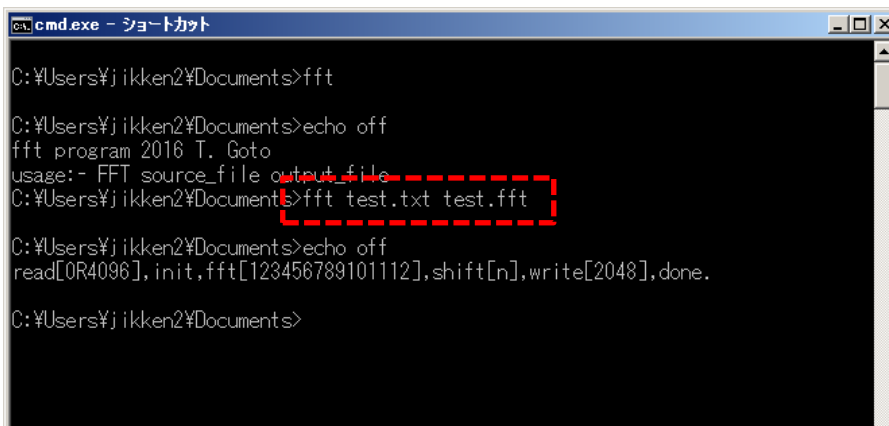 cmd.exe - ショートカット
C:¥Users¥jikken2¥Documents>fft
C:¥Users¥jikken2¥Documents>echo off
fft program 2016 T. Goto
usage:- FFT source_file output_file
C:¥Users¥jikken2¥Documents>fft test.txt test.fft
C:¥Users¥jikken2¥Documents>echo off
read[0R4096],init,fft[123456789101112],shift[n],write[2048],done.
C:¥Users¥jikken2¥Documents>